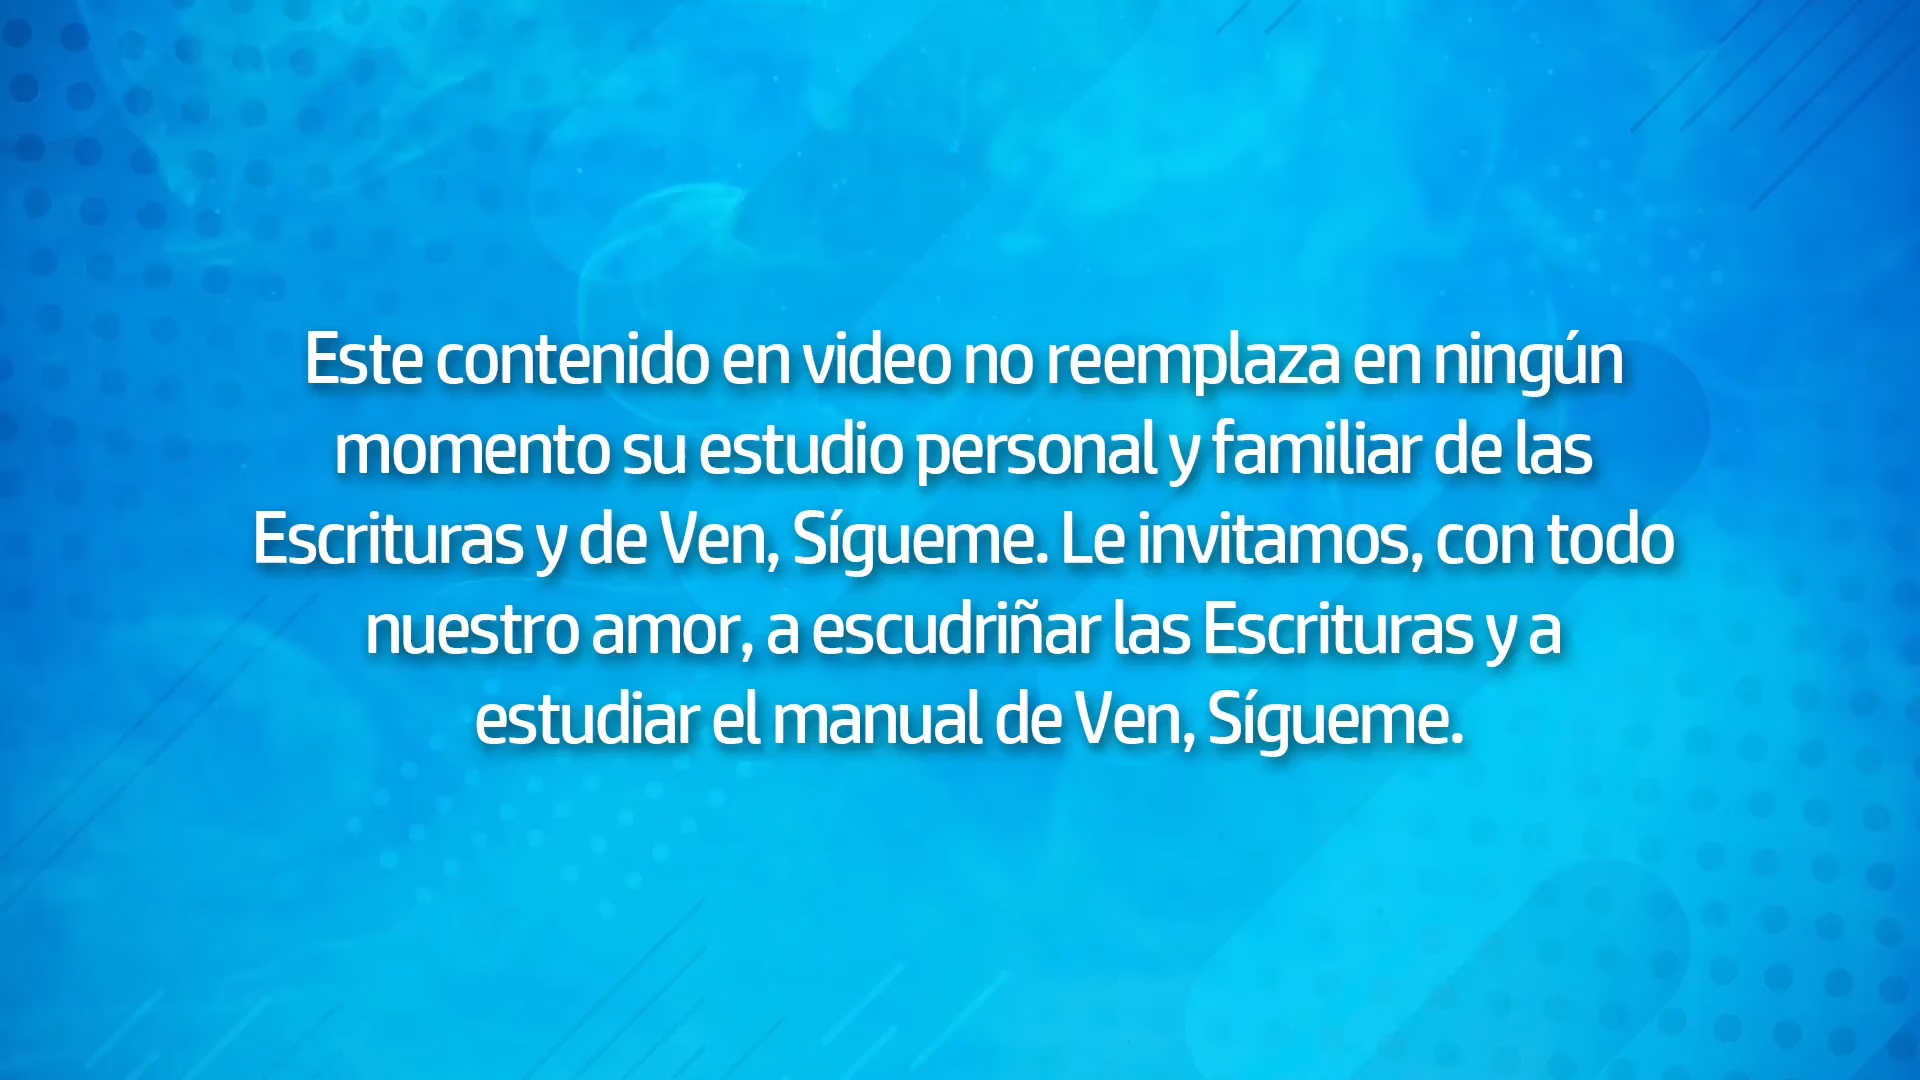 Este contenido en video no reemplaza en ningún
momento su estudio personal y familiar de las
Escrituras y de Ven, Sígueme. Le invitamos, con todo
nuestro amor, a escudriñar las Escrituras y a
estudiar el manual de Ven, Sígueme.